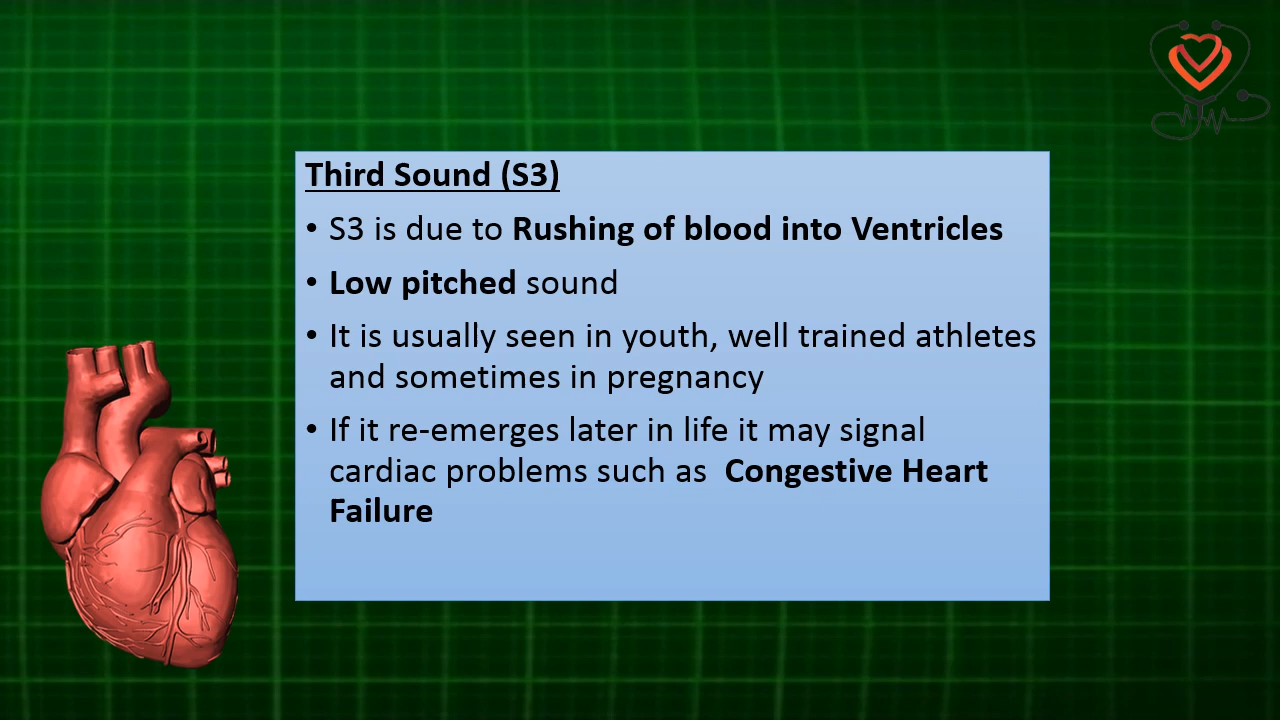 Third Sound (S3)
• S3 is due to Rushing of blood into Ventricles
• Low pitched sound
• It is usually seen in youth, well trained athletes
and sometimes in pregnancy
• If it re-emerges later in life it may signal
cardiac problems such as  Congestive Heart
Failure